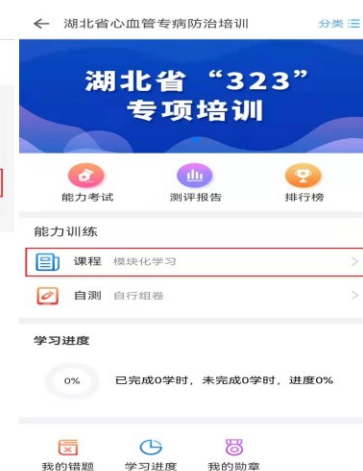 ← 湖北省心血管专病防治培训 分类
湖北省“323”
专项培训
能力考试 测评报告 排行榜
能力训练
课程 模块化学习 >
自测 自行组卷 >
学习进度
0% 已完成0学时，未完成0学时，进度0%
我的错题 学习进度 我的勋章